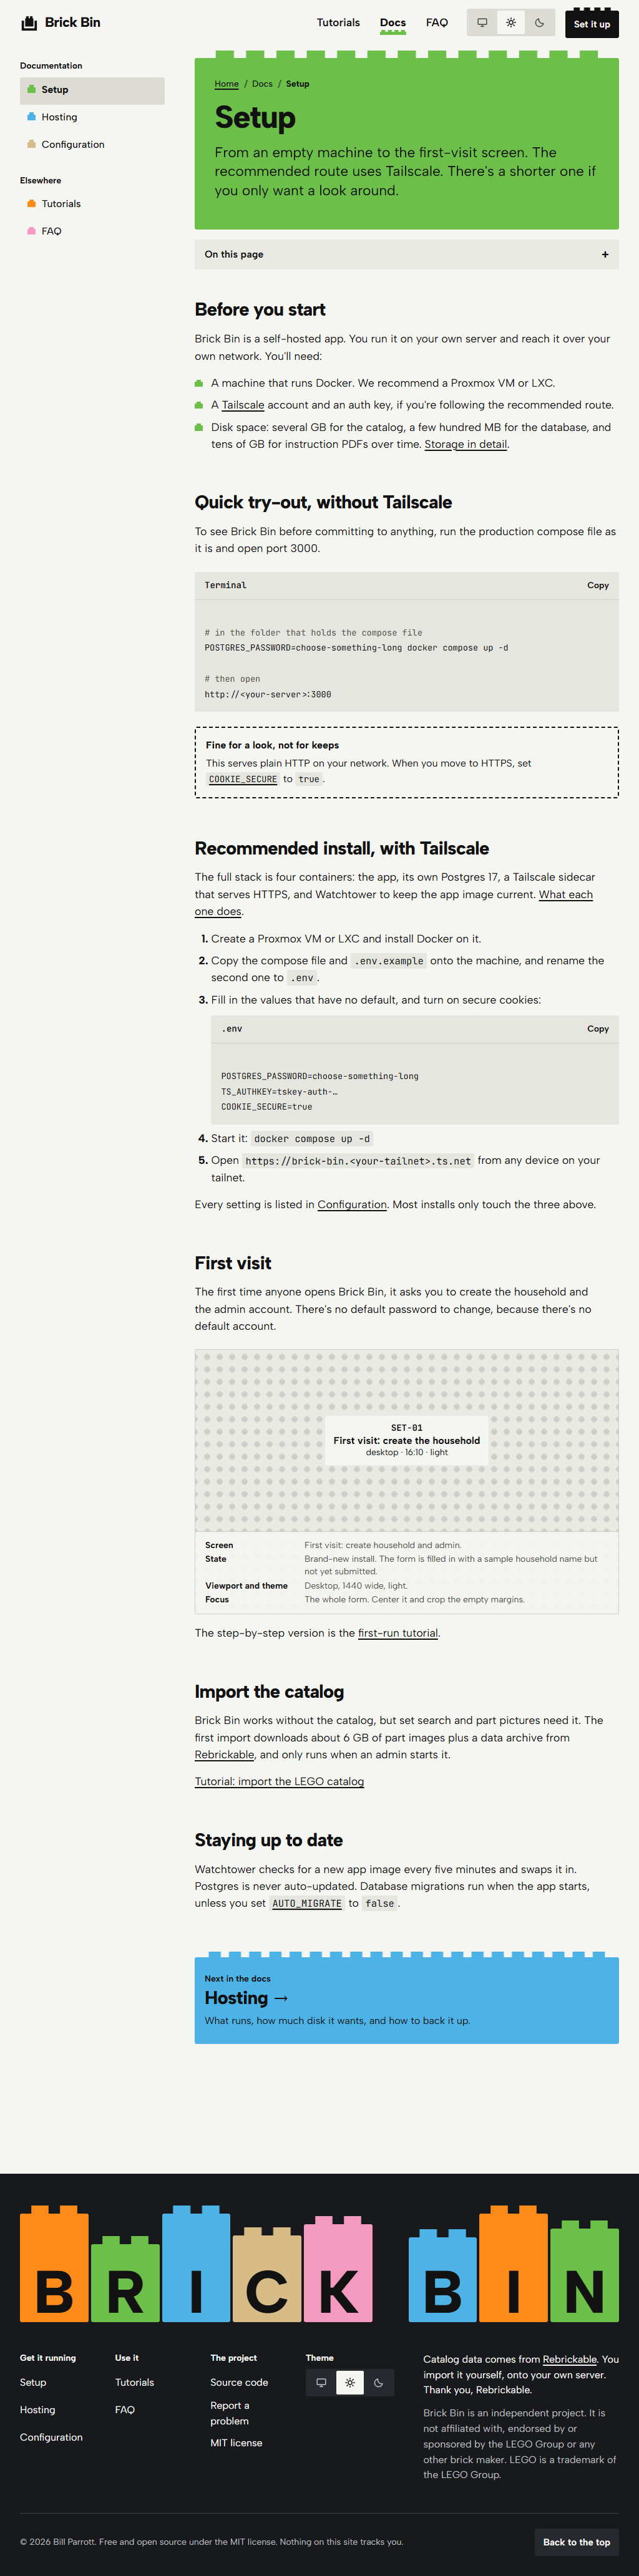 Brick Bin
Tutorials
Docs
FAQ
Set it up
Documentation
Setup
Hosting
Configuration
Elsewhere
Tutorials
FAQ
Home / Docs / Setup
Setup
From an empty machine to the first-visit screen. The
recommended route uses Tailscale. There's a shorter one if
you only want a look around.
On this page
+
Before you start
Brick Bin is a self-hosted app. You run it on your own server and reach it over your
own network. You'll need:
A machine that runs Docker. We recommend a Proxmox VM or LXC.
A Tailscale account and an auth key, if you're following the recommended route.
Disk space: several GB for the catalog, a few hundred MB for the database, and
tens of GB for instruction PDFs over time. Storage in detail.
Quick try-out, without Tailscale
To see Brick Bin before committing to anything, run the production compose file as
it is and open port 3000.
Terminal
Copy
# in the folder that holds the compose file
POSTGRES_PASSWORD=choose-something-long docker compose up -d
# then open
http://<your-server>:3000
Fine for a look, not for keeps
This serves plain HTTP on your network. When you move to HTTPS, set
COOKIE_SECURE to true.
Recommended install, with Tailscale
The full stack is four containers: the app, its own Postgres 17, a Tailscale sidecar
that serves HTTPS, and Watchtower to keep the app image current. What each
one does.
1. Create a Proxmox VM or LXC and install Docker on it.
2. Copy the compose file and .env.example onto the machine, and rename the
second one to .env.
3. Fill in the values that have no default, and turn on secure cookies:
.env
Copy
POSTGRES_PASSWORD=choose-something-long
TS_AUTHKEY=tskey-auth-…
COOKIE_SECURE=true
4. Start it: docker compose up -d
5. Open https://brick-bin.<your-tailnet>.ts.net from any device on your
tailnet.
Every setting is listed in Configuration. Most installs only touch the three above.
First visit
The first time anyone opens Brick Bin, it asks you to create the household and
the admin account. There's no default password to change, because there's no
default account.
SET-01
First visit: create the household
desktop · 16:10 · light
Screen First visit: create household and admin.
State Brand-new install. The form is filled in with a sample household name but
not yet submitted.
Viewport and theme Desktop, 1440 wide, light.
Focus The whole form. Center it and crop the empty margins.
The step-by-step version is the first-run tutorial.
Import the catalog
Brick Bin works without the catalog, but set search and part pictures need it. The
first import downloads about 6 GB of part images plus a data archive from
Rebrickable, and only runs when an admin starts it.
Tutorial: import the LEGO catalog
Staying up to date
Watchtower checks for a new app image every five minutes and swaps it in.
Postgres is never auto-updated. Database migrations run when the app starts,
unless you set AUTO_MIGRATE to false.
Next in the docs
Hosting →
What runs, how much disk it wants, and how to back it up.
BRICK BIN
Get it running
Setup
Hosting
Configuration
Use it
Tutorials
FAQ
The project
Source code
Report a
problem
MIT license
Theme
Catalog data comes from Rebrickable. You
import it yourself, onto your own server.
Thank you, Rebrickable.
Brick Bin is an independent project. It is
not affiliated with, endorsed by or
sponsored by the LEGO Group or any
other brick maker. LEGO is a trademark of
the LEGO Group.
© 2026 Bill Parrott. Free and open source under the MIT license. Nothing on this site tracks you.
Back to the top